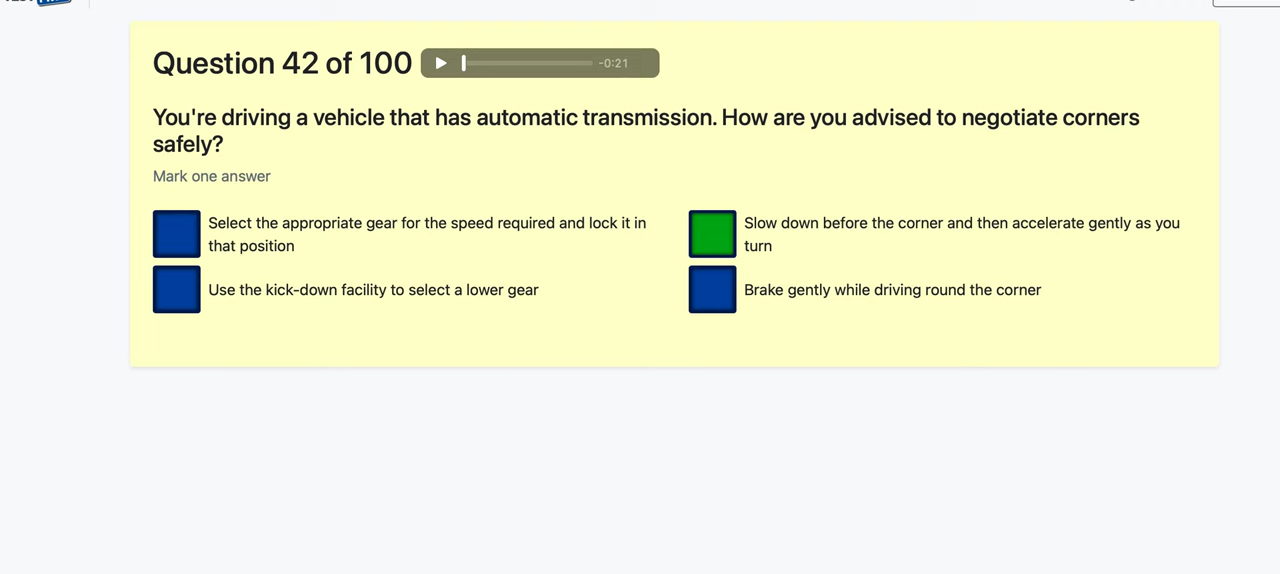 Question 42 of 100
-0:21
You're driving a vehicle that has automatic transmission. How are you advised to negotiate corners
safely?
Mark one answer
Select the appropriate gear for the speed required and lock it in
that position
Slow down before the corner and then accelerate gently as you
turn
Use the kick-down facility to select a lower gear
Brake gently while driving round the corner